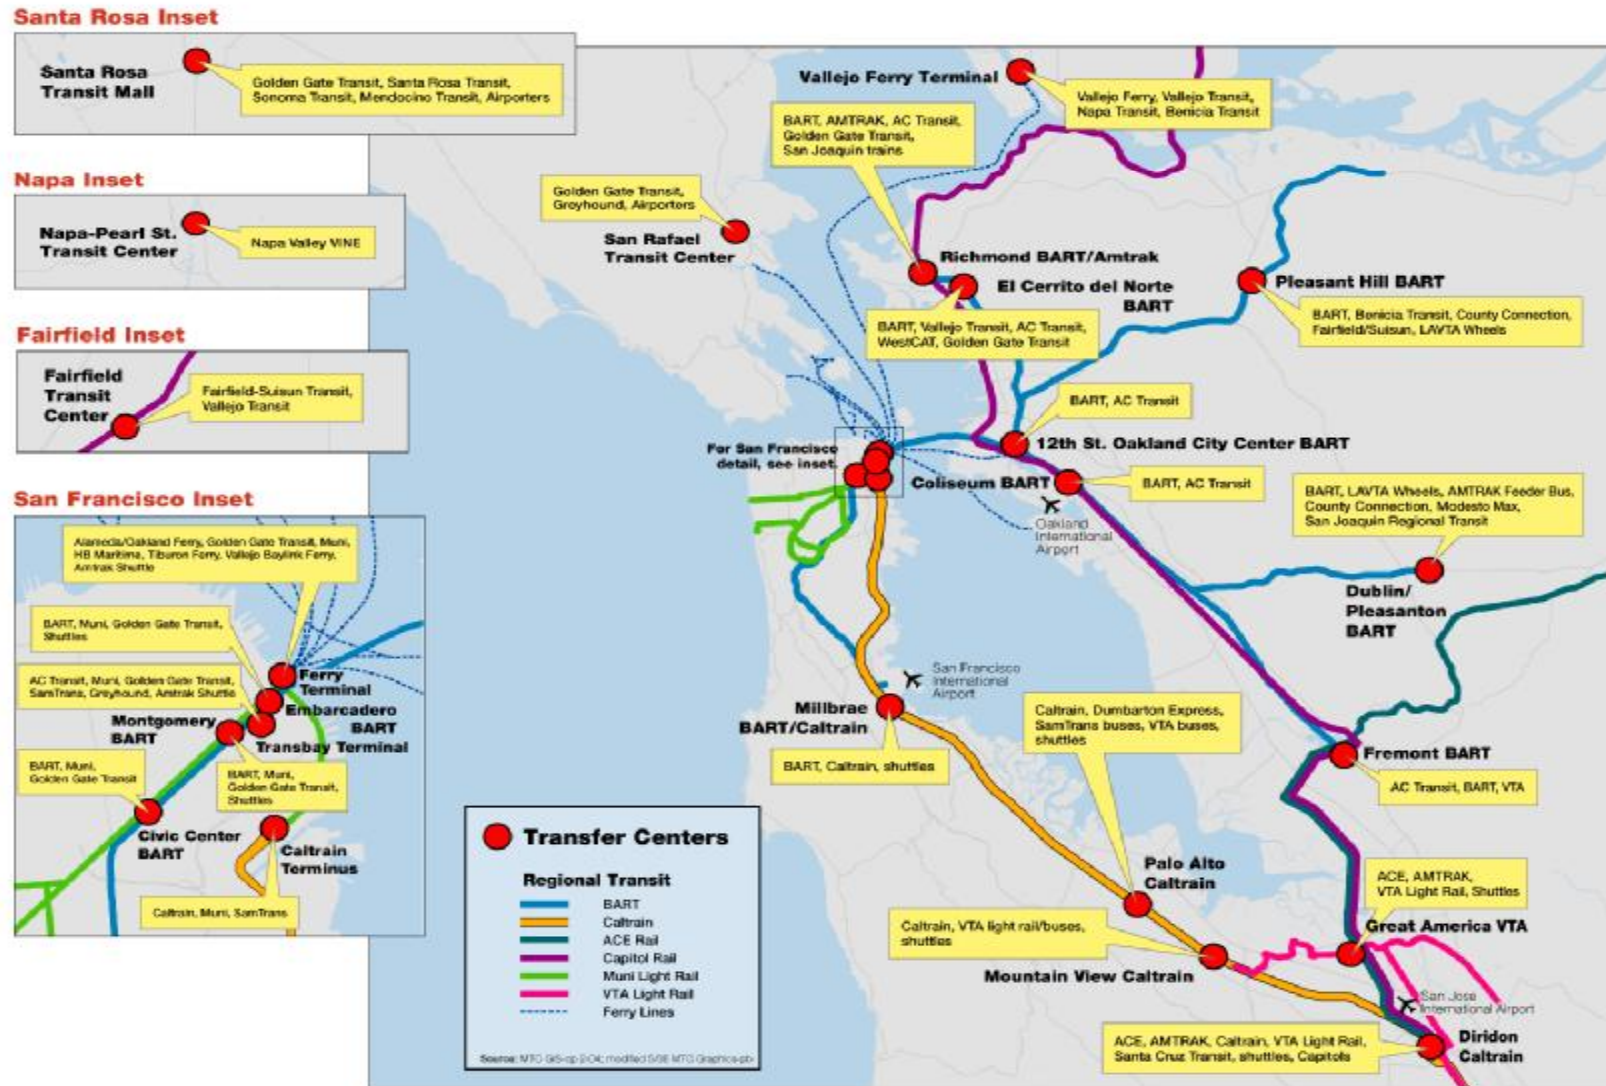 Santa Rosa Inset
Santa Rosa
Transit Mall
Golden Gate Transit, Santa Rosa Transit,
Sonoma Transit, Mendocino Transit, Airporters
Napa Inset
Napa-Pearl St.
Transit Center
Napa Valley VINE
Fairfield Inset
Fairfield
Transit
Center
Fairfield-Suisun Transit,
Vallejo Transit
San Francisco Inset
Alameda/Oakland Ferry, Golden Gate Transit, Muni,
HB Maritime, Tiburon Ferry, Vallejo Baylink Ferry,
Amtrak Shuttle
BART, Muni, Golden Gate Transit,
Shuttles
AC Transit, Muni, Golden Gate Transit,
SamTrans, Greyhound, Amtrak Shuttle
Ferry
Terminal
Embarcadero
BART
Montgomery
BART
Transbay Terminal
BART, Muni,
Golden Gate Transit
BART, Muni,
Golden Gate Transit,
Shuttles
Civic Center
BART
Caltrain
Terminus
Caltrain, Muni, SamTrans
Vallejo Ferry Terminal
Vallejo Ferry, Vallejo Transit,
Napa Transit, Benicia Transit
BART, AMTRAK, AC Transit,
Golden Gate Transit,
San Joaquin trains
Golden Gate Transit,
Greyhound, Airporters
San Rafael
Transit Center
Richmond BART/Amtrak
El Cerrito del Norte
BART
Pleasant Hill BART
BART, Benicia Transit, County Connection,
Fairfield/Suisun, LAVTA Wheels
BART, Vallejo Transit, AC Transit,
WestCAT, Golden Gate Transit
BART, AC Transit
12th St. Oakland City Center BART
For San Francisco
detail, see inset.
Coliseum BART
BART, AC Transit
Oakland
International
Airport
BART, LAVTA Wheels, AMTRAK Feeder Bus,
County Connection, Modesto Max,
San Joaquin Regional Transit
Dublin/
Pleasanton
BART
San Francisco
International
Airport
Millbrae
BART/Caltrain
BART, Caltrain, shuttles
Caltrain, Dumbarton Express,
SamTrans buses, VTA buses,
shuttles
Fremont BART
AC Transit, BART, VTA
Palo Alto
Caltrain
ACE, AMTRAK,
VTA Light Rail, Shuttles
Caltrain, VTA light rail/buses,
shuttles
Great America VTA
Mountain View Caltrain
San Jose
International Airport
ACE, AMTRAK, Caltrain, VTA Light Rail,
Santa Cruz Transit, shuttles, Capitols
Diridon
Caltrain
Transfer Centers
Regional Transit
BART
Caltrain
ACE Rail
Capitol Rail
Muni Light Rail
VTA Light Rail
Ferry Lines
Source: MTC modified MTC